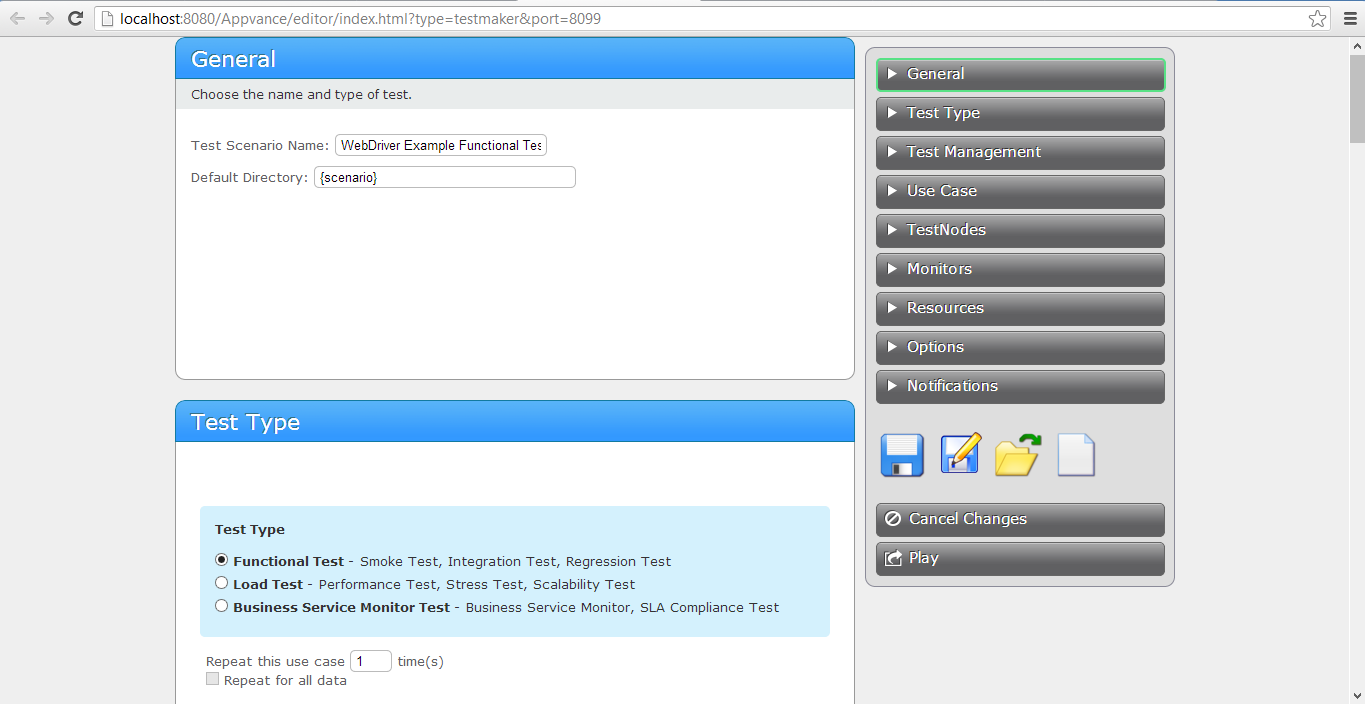 localhost:8080/Appvance/editor/index.html?type=testmaker&port=8099
General
Choose the name and type of test.
Test Scenario Name: WebDriver Example Functional Tes
Default Directory: {scenario}
Test Type
Test Type
Functional Test - Smoke Test, Integration Test, Regression Test
Load Test - Performance Test, Stress Test, Scalability Test
Business Service Monitor Test - Business Service Monitor, SLA Compliance Test
Repeat this use case 1 time(s)
Repeat for all data
General
Test Type
Test Management
Use Case
TestNodes
Monitors
Resources
Options
Notifications
Cancel Changes
Play